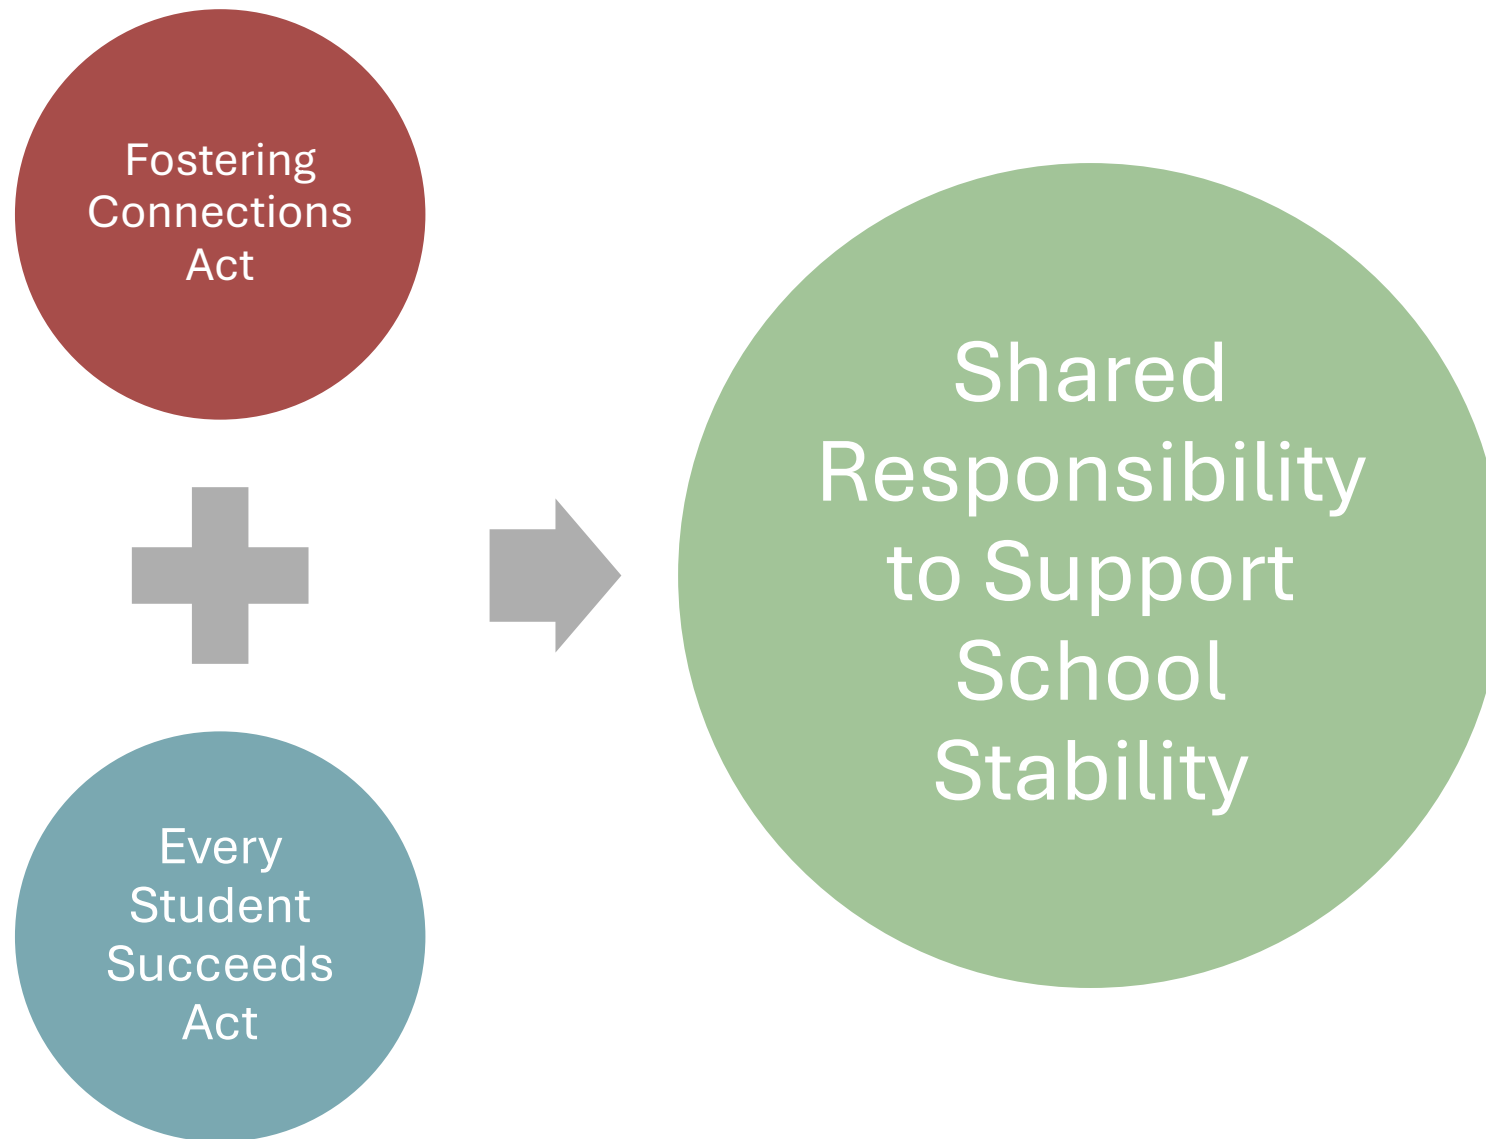 Fostering
Connections
Act
Every
Student
Succeeds
Act
Shared
Responsibility
to Support
School
Stability